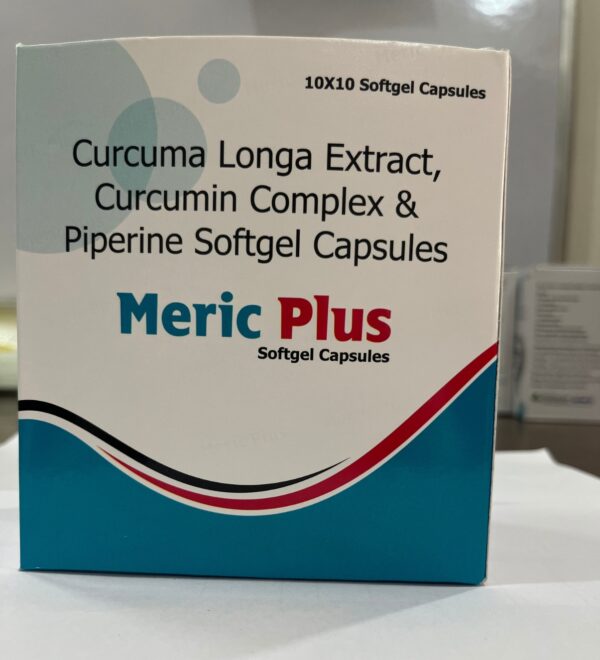 10X10 Softgel Capsules
Curcuma Longa Extract,
Curcumin Complex &
Piperine Softgel Capsules
Meric Plus
Softgel Capsules